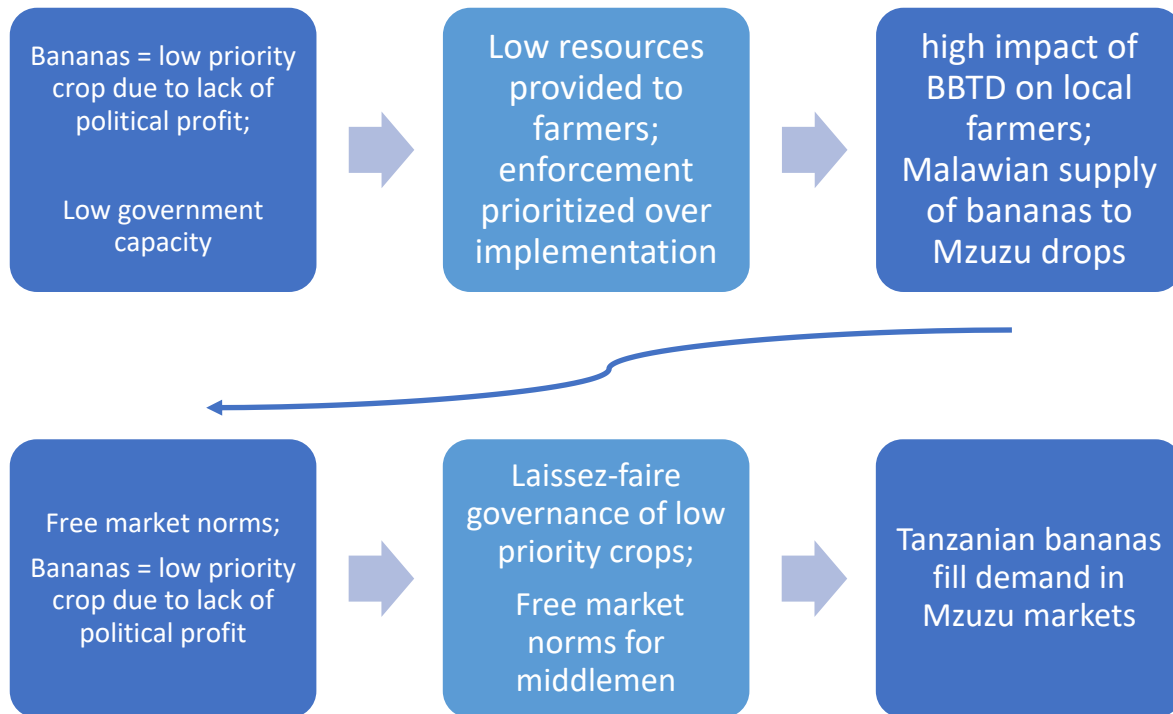 Bananas = low priority
crop due to lack of
political profit;
Low government
capacity
Low resources
provided to
farmers;
enforcement
prioritized over
implementation
high impact of
BBTD on local
farmers;
Malawian supply
of bananas to
Mzuzu drops
Free market norms;
Bananas = low priority
crop due to lack of
political profit
Laissez-faire
governance of low
priority crops;
Free market
norms for
middlemen
Tanzanian bananas
fill demand in
Mzuzu markets